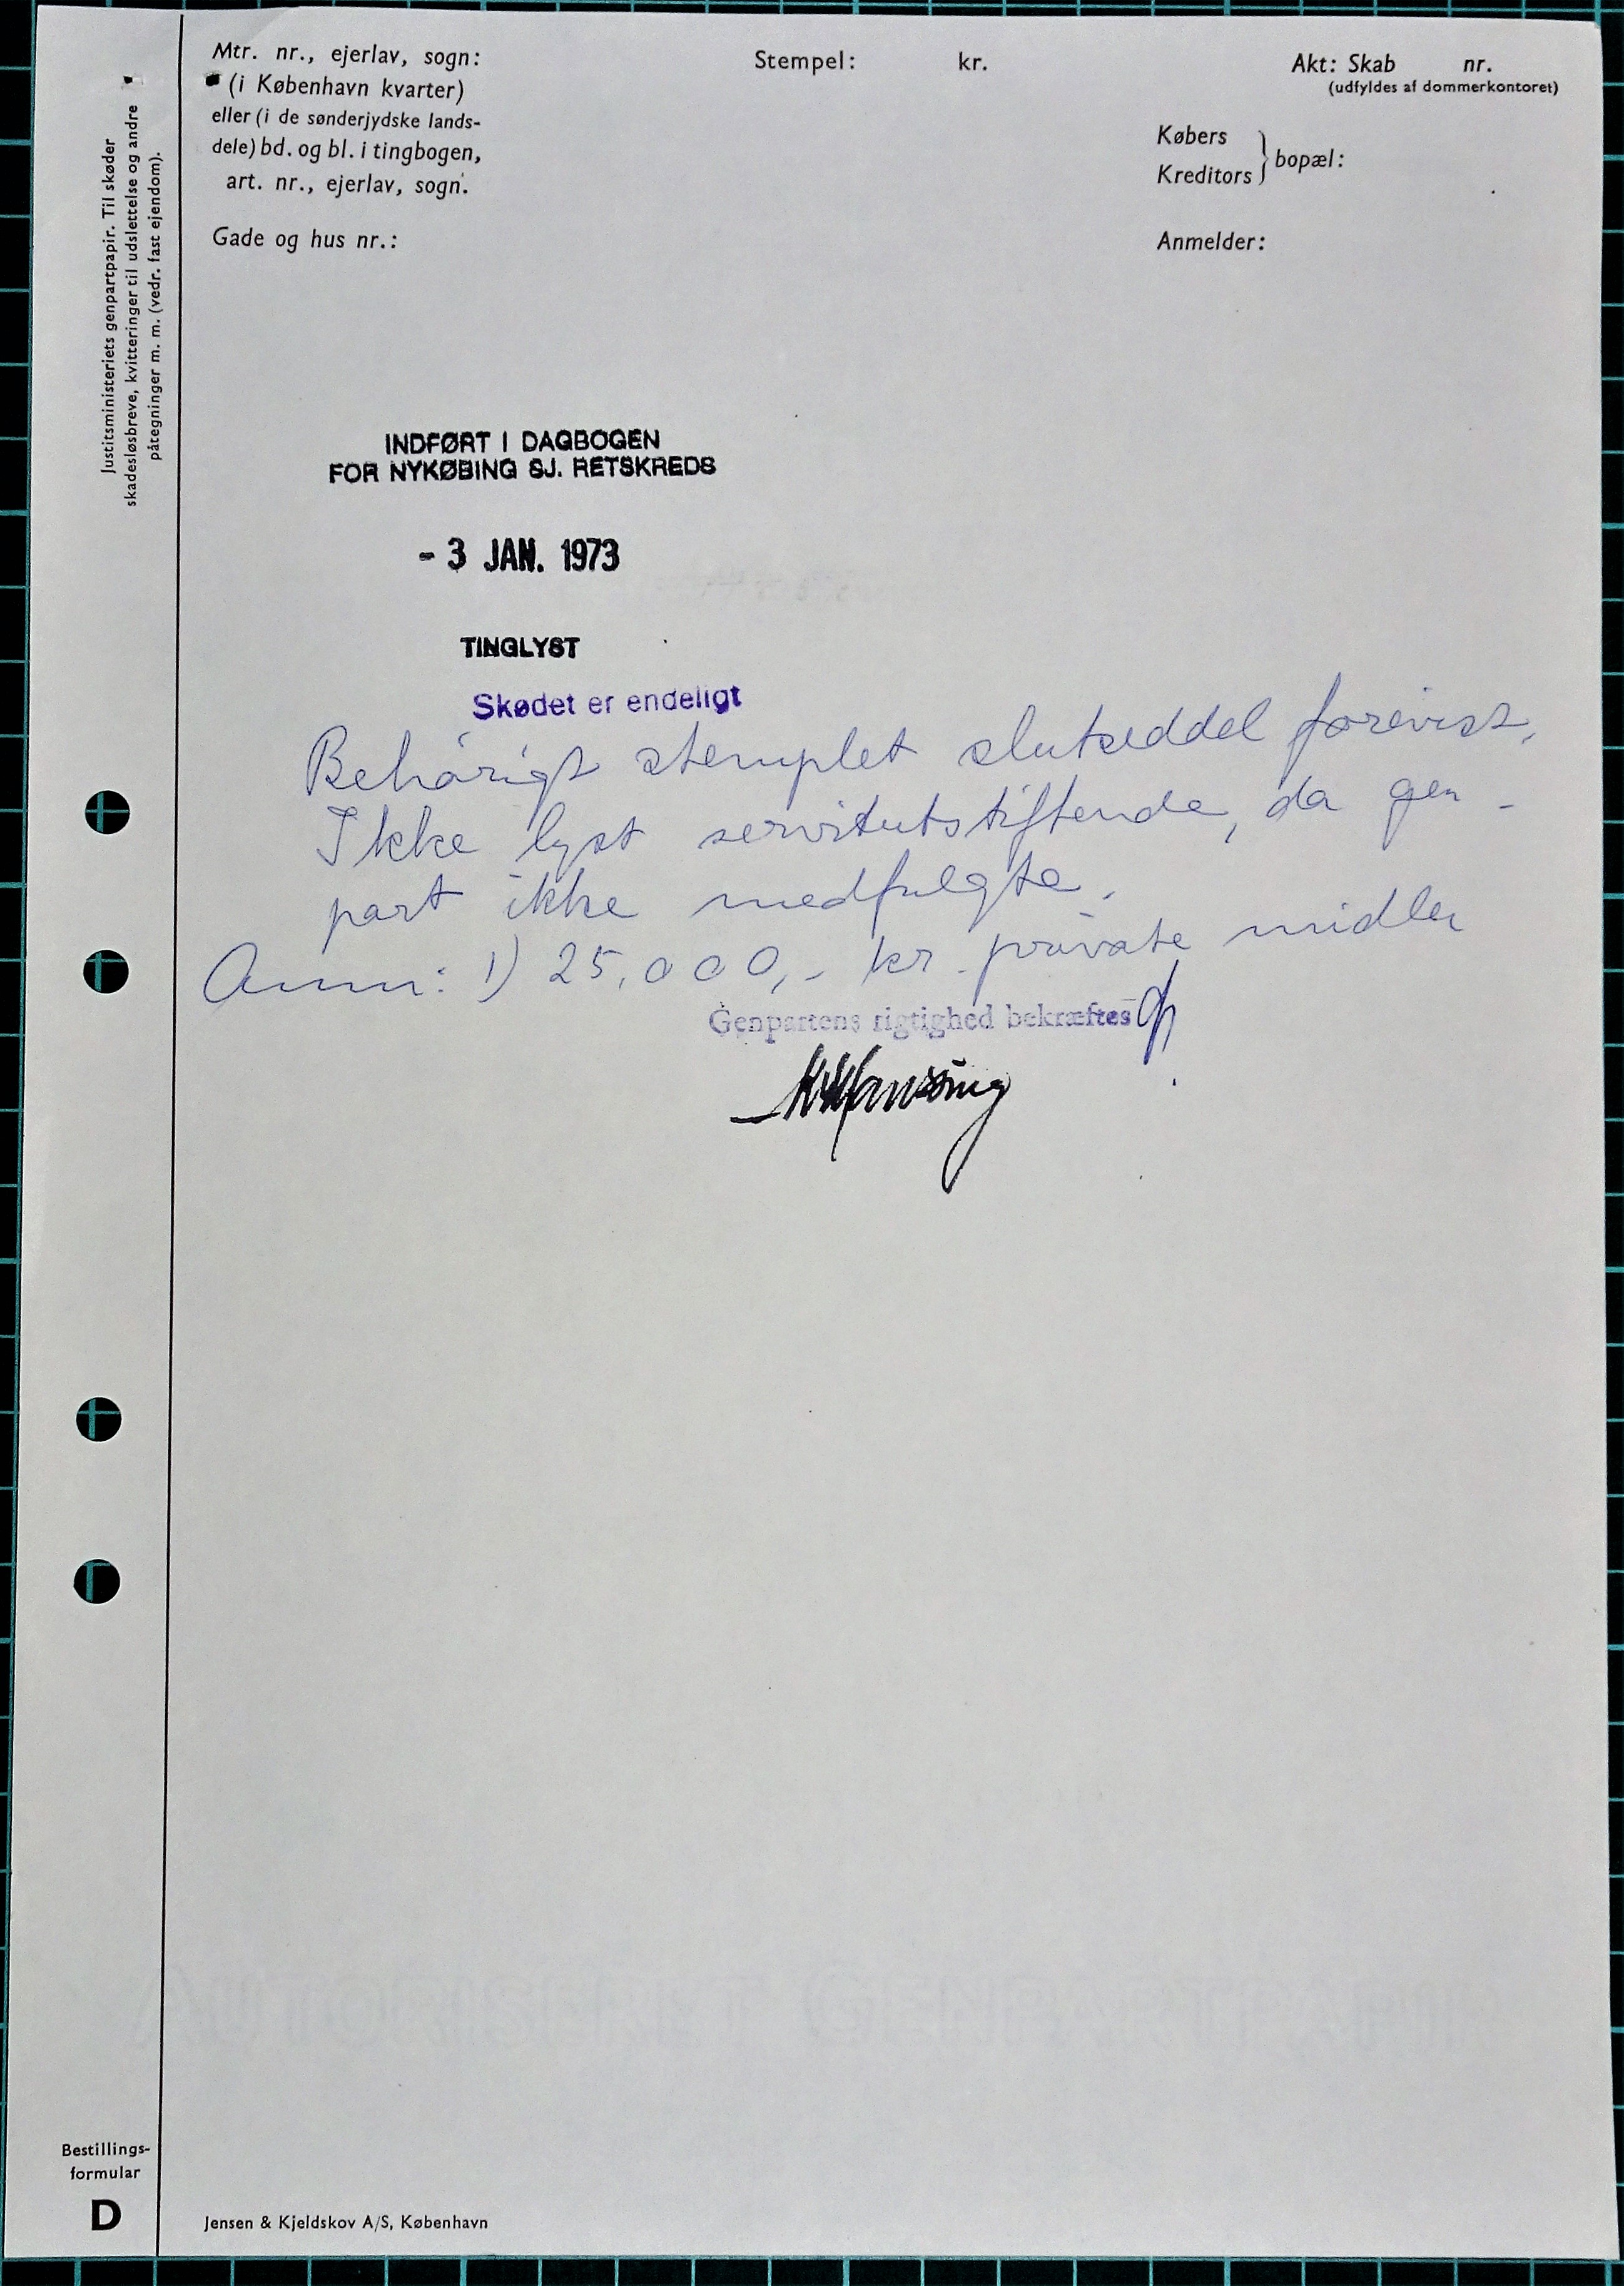 Mtr. nr., ejerlav, sogn:
(i København kvarter)
eller (i de sønderjydske lands-
dele) bd. og bl. i tingbogen,
art. nr., ejerlav, sogn.
Gade og hus nr.:
Stempel: kr.
Akt: Skab nr.
(udfyldes af dommerkontoret)
Købers
Kreditors
bopæl:
Anmelder:
Justitsministeriets genpartpapir. Til skøder
skadesløsbreve, kvitteringer til udslettelse og andre
påtegninger m. m. (vedr. fast ejendom).
INDFØRT I DAGBOGEN
FOR NYKØBING SJ. RETSKREDS
- 3 JAN. 1973
TINGLYST
Skødet er endeligt
Behørigt stemplet slutseddel forevist.
Ikke lyst servitutstiftende, da gen-
part ikke medfulgte.
Anm: 1) 25.000,- kr. private midler
Genpartens rigtighed bekræftes
Bestillings-
formular
D
Jensen & Kjeldskov A/S, København